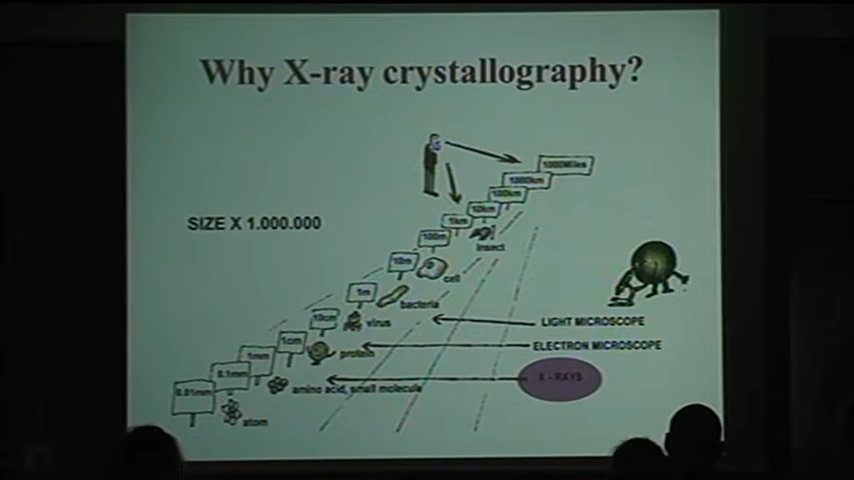 Why X-ray crystallography?
1000Miles
1000km
100km
10km
1km
SIZE X 1.000.000
100m
insect
10m
cell
1m
bacteria
10cm
virus
LIGHT MICROSCOPE
1cm
ELECTRON MICROSCOPE
1mm
protein
0.1mm
X - RAYS
0.01mm
amino acid, small molecule
atom